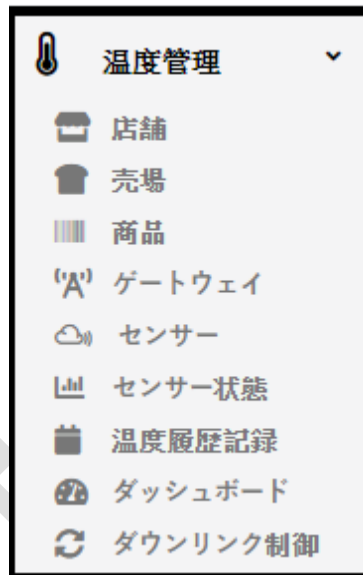 温度管理
店舗
売場
商品
ゲートウェイ
センサー
センサー状態
温度履歴記録
ダッシュボード
ダウンリンク制御